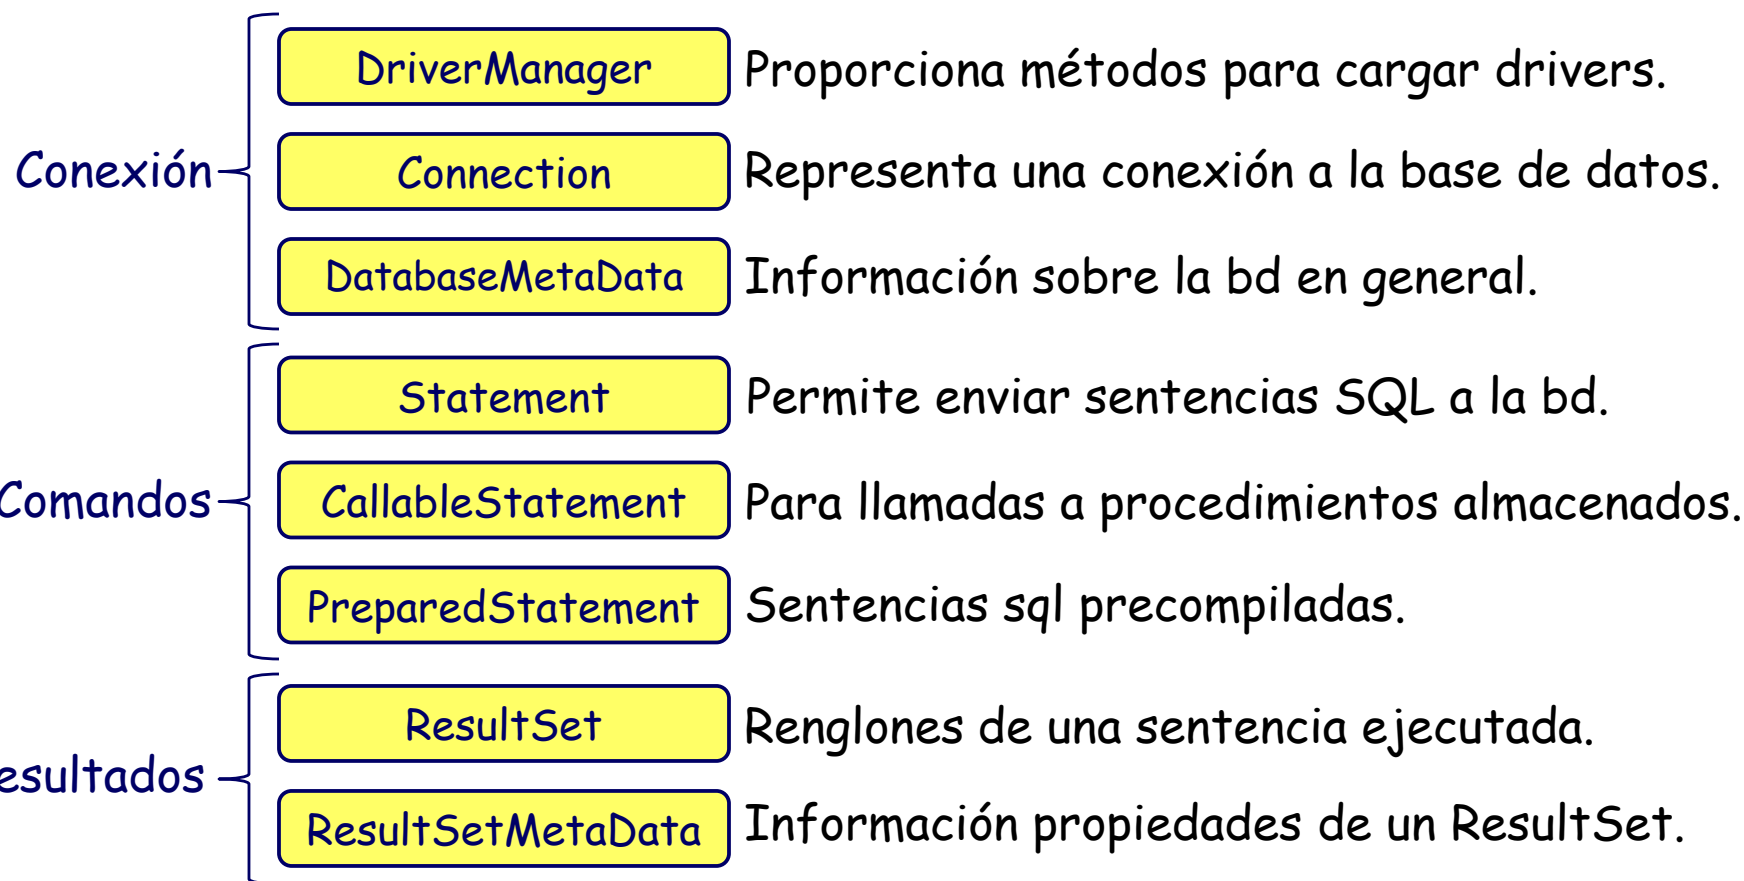 DriverManager Proporciona métodos para cargar drivers.
Conexión Connection Representa una conexión a la base de datos.
DatabaseMetaData Información sobre la bd en general.
Statement Permite enviar sentencias SQL a la bd.
Comandos CallableStatement Para llamadas a procedimientos almacenados.
PreparedStatement Sentencias sql precompiladas.
ResultSet Renglones de una sentencia ejecutada.
esultados
ResultSetMetaData Información propiedades de un ResultSet.